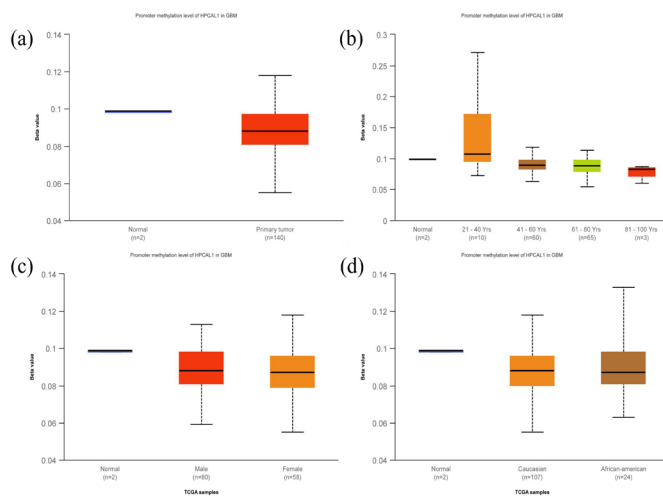 (a)
Promoter methylation level of HPCAL1 in GBM
0.14
0.12
0.1
0.08
0.06
0.04
Beta value
Normal
(n=2)
Primary tumor
(n=140)
(b)
Promoter methylation level of HPCAL1 in GBM
0.3
0.25
0.2
0.15
0.1
0.05
0
Beta value
Normal
(n=2)
21 - 40 Yrs
(n=10)
41 - 60 Yrs
(n=60)
61 - 80 Yrs
(n=65)
81 - 100 Yrs
(n=3)
(c)
Promoter methylation level of HPCAL1 in GBM
0.14
0.12
0.1
0.08
0.06
0.04
Beta value
Normal
(n=2)
Male
(n=80)
Female
(n=58)
TCGA samples
(d)
Promoter methylation level of HPCAL1 in GBM
0.14
0.12
0.1
0.08
0.06
0.04
Beta value
Normal
(n=2)
Caucasian
(n=107)
African-american
(n=24)
TCGA samples